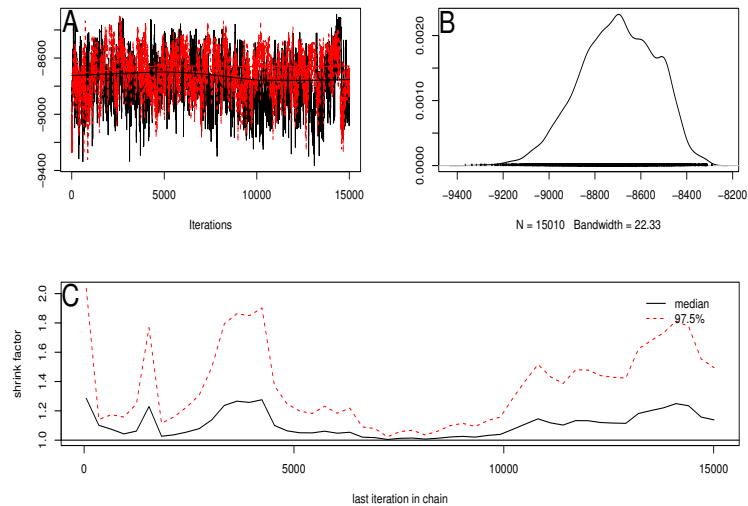 A
−8600
−9000
−9400
0 5000 10000 15000
Iterations
B
0.0020
0.0010
0.0000
−9400 −9200 −9000 −8800 −8600 −8400 −8200
N = 15010 Bandwidth = 22.33
C
shrink factor
2.0
1.8
1.6
1.4
1.2
1.0
median
97.5%
0 5000 10000 15000
last iteration in chain